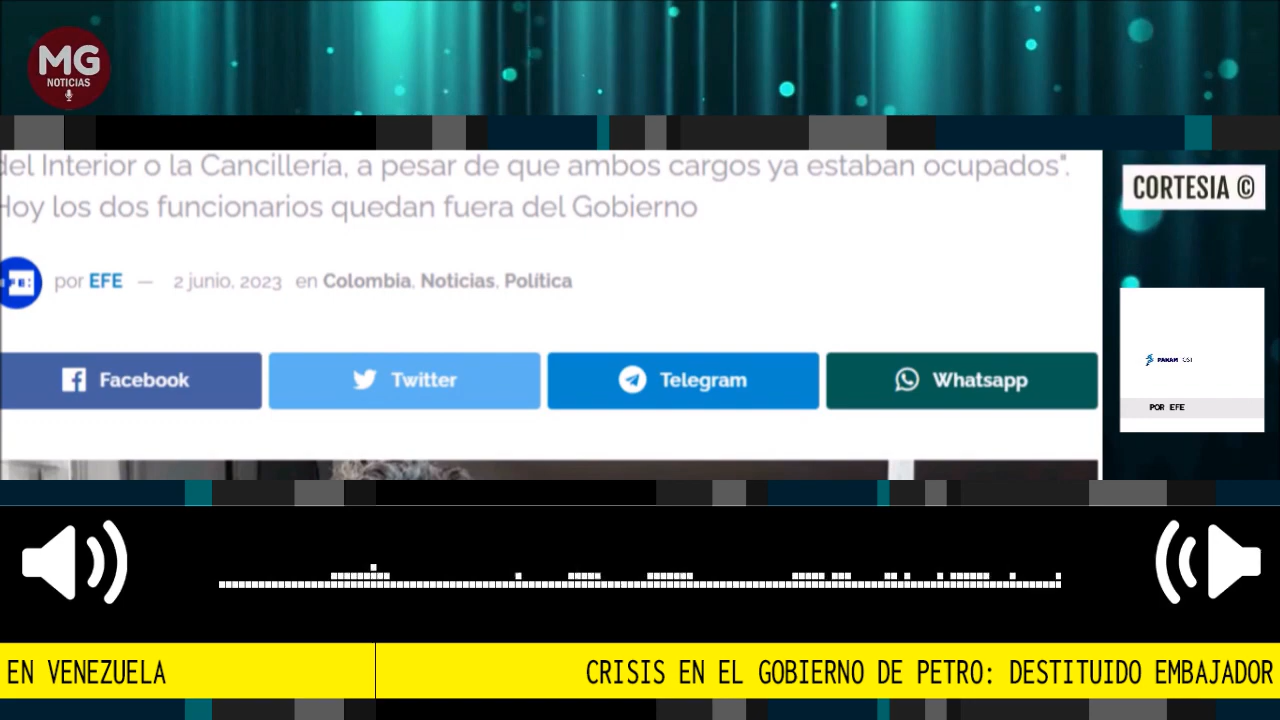 MG
NOTICIAS
del Interior o la Cancillería, a pesar de que ambos cargos ya estaban ocupados".
Hoy los dos funcionarios quedan fuera del Gobierno
CORTESIA ©
EFE:
por EFE — 2 junio, 2023 en Colombia, Noticias, Política
PANAM
POR EFE
Facebook
Twitter
Telegram
Whatsapp
EN VENEZUELA
CRISIS EN EL GOBIERNO DE PETRO: DESTITUIDO EMBAJADOR